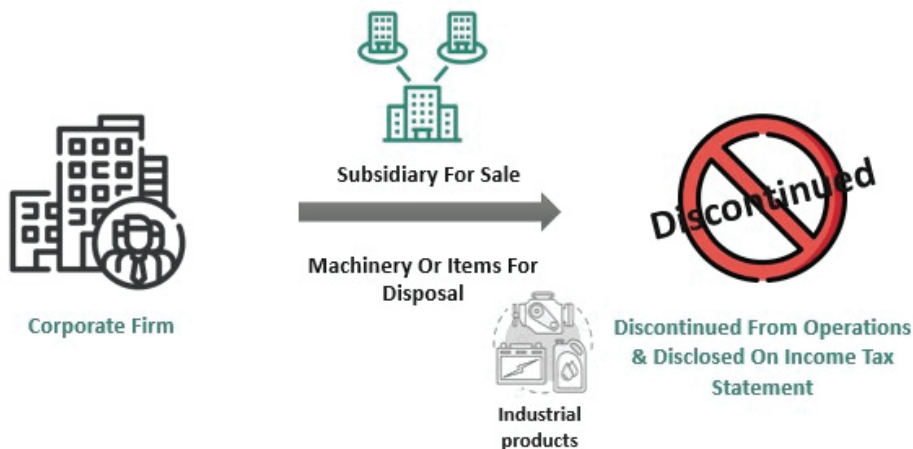 Subsidiary For Sale
Machinery Or Items For
Disposal
Corporate Firm
Industrial
products
Discontinued
Discontinued From Operations
& Disclosed On Income Tax
Statement